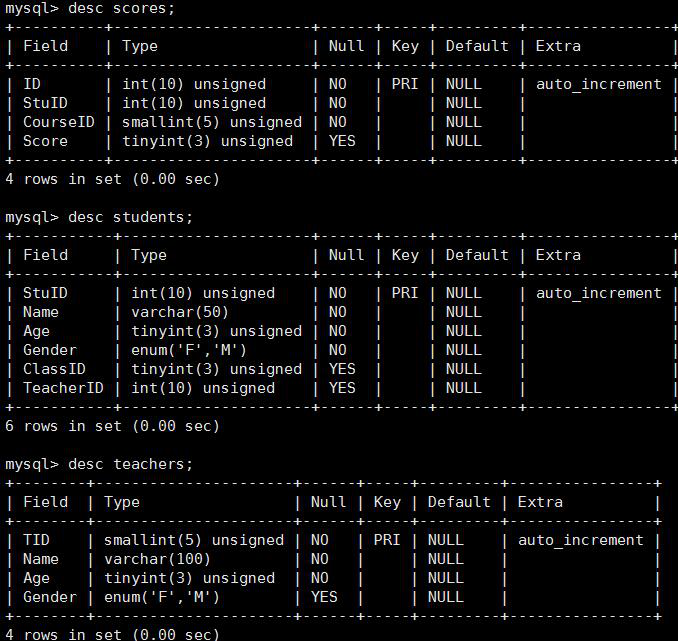 mysql> desc scores;
+----------+----------------------+------+-----+---------+----------------+
| Field    | Type                 | Null | Key | Default | Extra          |
+----------+----------------------+------+-----+---------+----------------+
| ID       | int(10) unsigned     | NO   | PRI | NULL    | auto_increment |
| StuID    | int(10) unsigned     | NO   |     | NULL    |                |
| CourseID | smallint(5) unsigned | NO   |     | NULL    |                |
| Score    | tinyint(3) unsigned  | YES  |     | NULL    |                |
+----------+----------------------+------+-----+---------+----------------+
4 rows in set (0.00 sec)

mysql> desc students;
+-----------+---------------------+------+-----+---------+----------------+
| Field     | Type                | Null | Key | Default | Extra          |
+-----------+---------------------+------+-----+---------+----------------+
| StuID     | int(10) unsigned    | NO   | PRI | NULL    | auto_increment |
| Name      | varchar(50)         | NO   |     | NULL    |                |
| Age       | tinyint(3) unsigned | NO   |     | NULL    |                |
| Gender    | enum('F','M')       | NO   |     | NULL    |                |
| ClassID   | tinyint(3) unsigned | YES  |     | NULL    |                |
| TeacherID | int(10) unsigned    | YES  |     | NULL    |                |
+-----------+---------------------+------+-----+---------+----------------+
6 rows in set (0.00 sec)

mysql> desc teachers;
+--------+----------------------+------+-----+---------+----------------+
| Field  | Type                 | Null | Key | Default | Extra          |
+--------+----------------------+------+-----+---------+----------------+
| TID    | smallint(5) unsigned | NO   | PRI | NULL    | auto_increment |
| Name   | varchar(100)         | NO   |     | NULL    |                |
| Age    | tinyint(3) unsigned  | NO   |     | NULL    |                |
| Gender | enum('F','M')        | YES  |     | NULL    |                |
+--------+----------------------+------+-----+---------+----------------+
4 rows in set (0.00 sec)